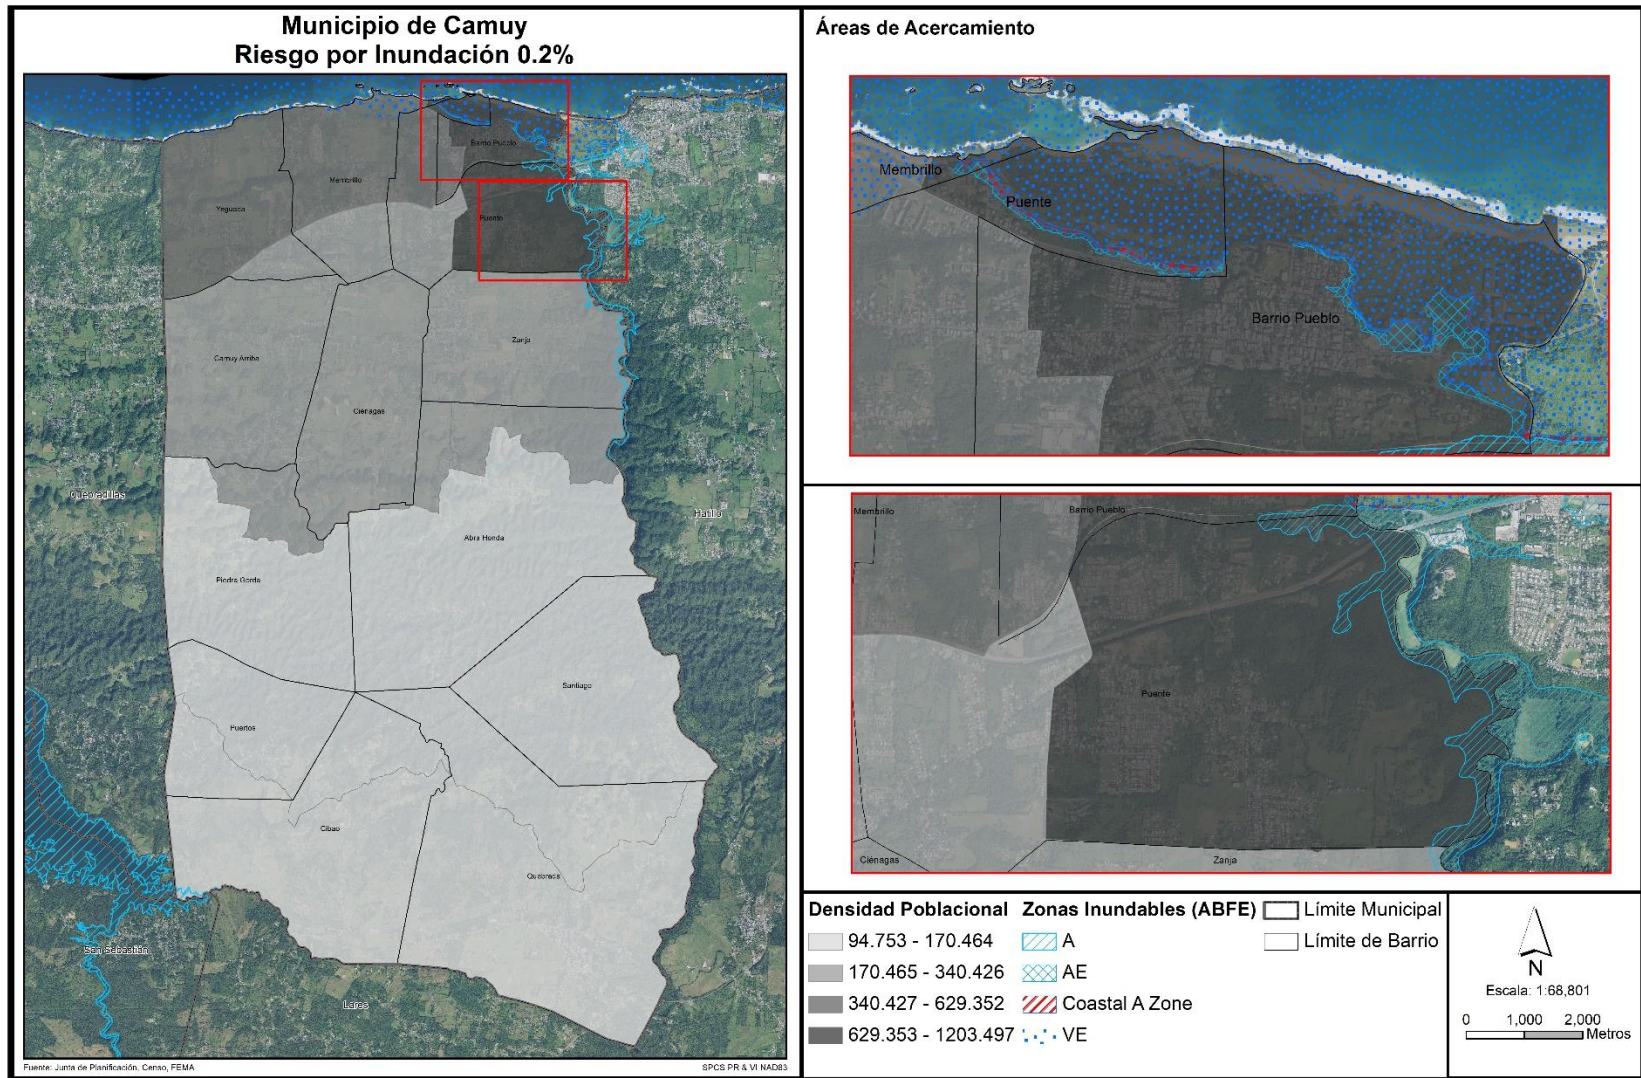 Municipio de Camuy
Riesgo por Inundación 0.2%
Barrio Pueblo
Membrillo
Yeguada
Puente
Camuy Arriba
Zanja
Ciénagas
Quebradillas
Hatillo
Abra Honda
Piedra Gorda
Santiago
Puertos
Cibao
Quebrada
San Sebastián
Lares
Fuente: Junta de Planificación, Censo, FEMA
SPCS PR & VI NAD83
Áreas de Acercamiento
Membrillo
Puente
Barrio Pueblo
Membrillo
Barrio Pueblo
Puente
Ciénagas
Zanja
Densidad Poblacional
94.753 - 170.464
170.465 - 340.426
340.427 - 629.352
629.353 - 1203.497
Zonas Inundables (ABFE)
A
AE
Coastal A Zone
VE
Límite Municipal
Límite de Barrio
N
Escala: 1:68,801
0 1,000 2,000
Metros